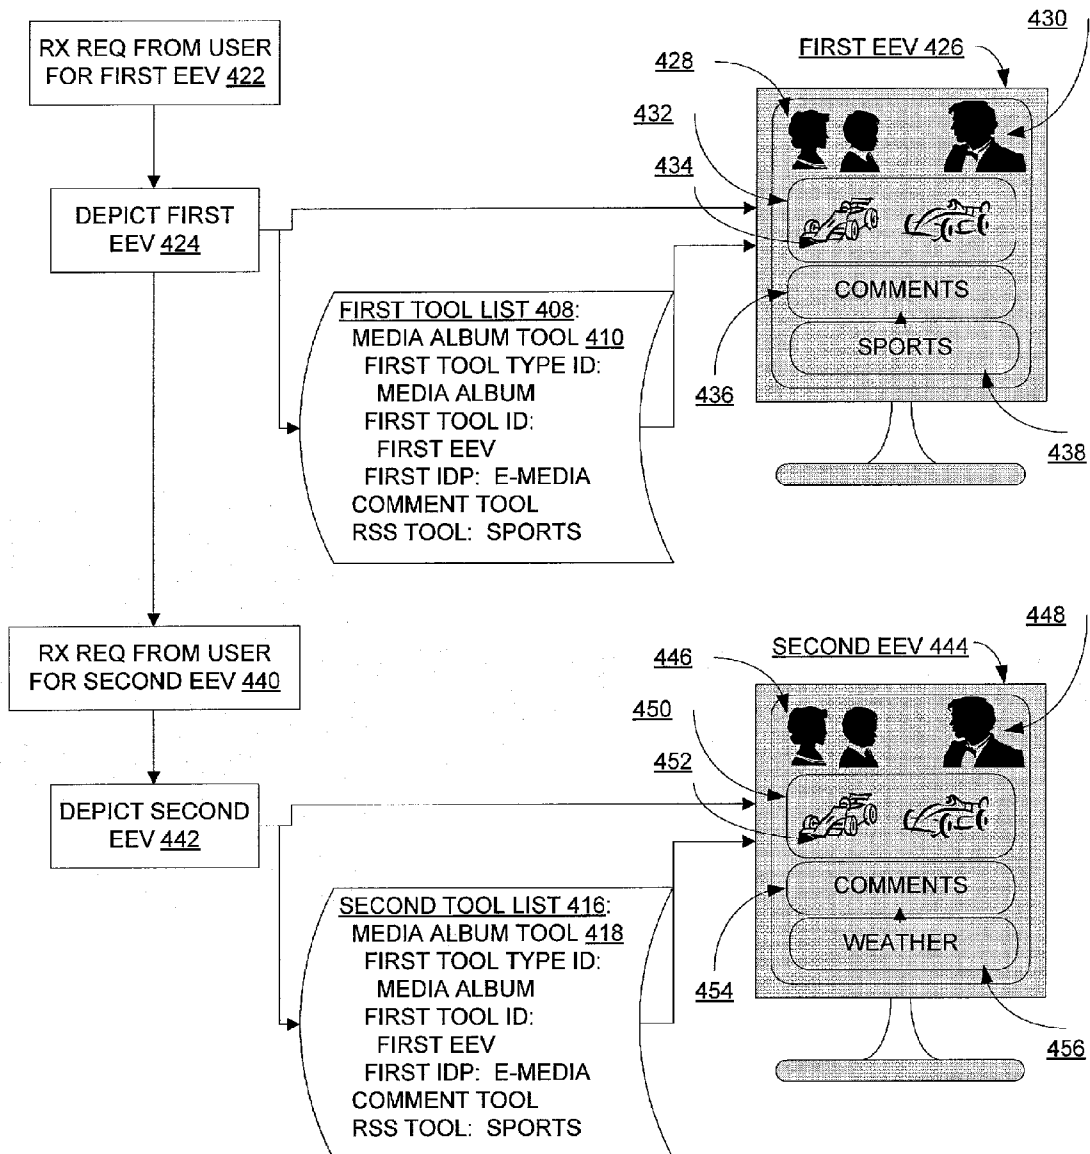 RX REQ FROM USER
FOR FIRST EEV 422
DEPICT FIRST
EEV 424
FIRST TOOL LIST 408:
MEDIA ALBUM TOOL 410
FIRST TOOL TYPE ID:
MEDIA ALBUM
FIRST TOOL ID:
FIRST EEV
FIRST IDP: E-MEDIA
COMMENT TOOL
RSS TOOL: SPORTS
430
FIRST EEV 426
428
432
434
COMMENTS
SPORTS
436
438
RX REQ FROM USER
FOR SECOND EEV 440
DEPICT SECOND
EEV 442
SECOND TOOL LIST 416:
MEDIA ALBUM TOOL 418
FIRST TOOL TYPE ID:
MEDIA ALBUM
FIRST TOOL ID:
FIRST EEV
FIRST IDP: E-MEDIA
COMMENT TOOL
RSS TOOL: SPORTS
448
SECOND EEV 444
446
450
452
COMMENTS
WEATHER
454
456